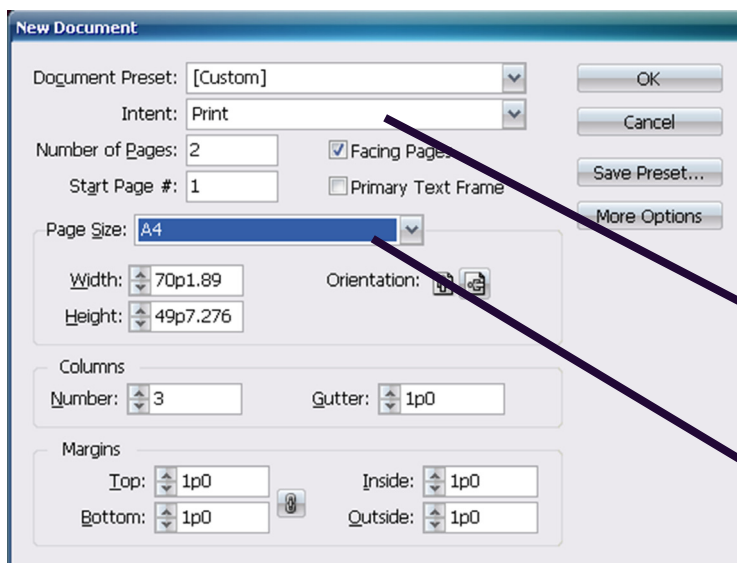 New Document
Document Preset: [Custom]
OK
Intent: Print
Cancel
Number of Pages: 2
Facing Pages
Save Preset...
Start Page #: 1
Primary Text Frame
More Options
Page Size: A4
Width: 70p1.89
Orientation:
Height: 49p7.276
Columns
Number: 3
Gutter: 1p0
Margins
Top: 1p0
Inside: 1p0
Bottom: 1p0
Outside: 1p0